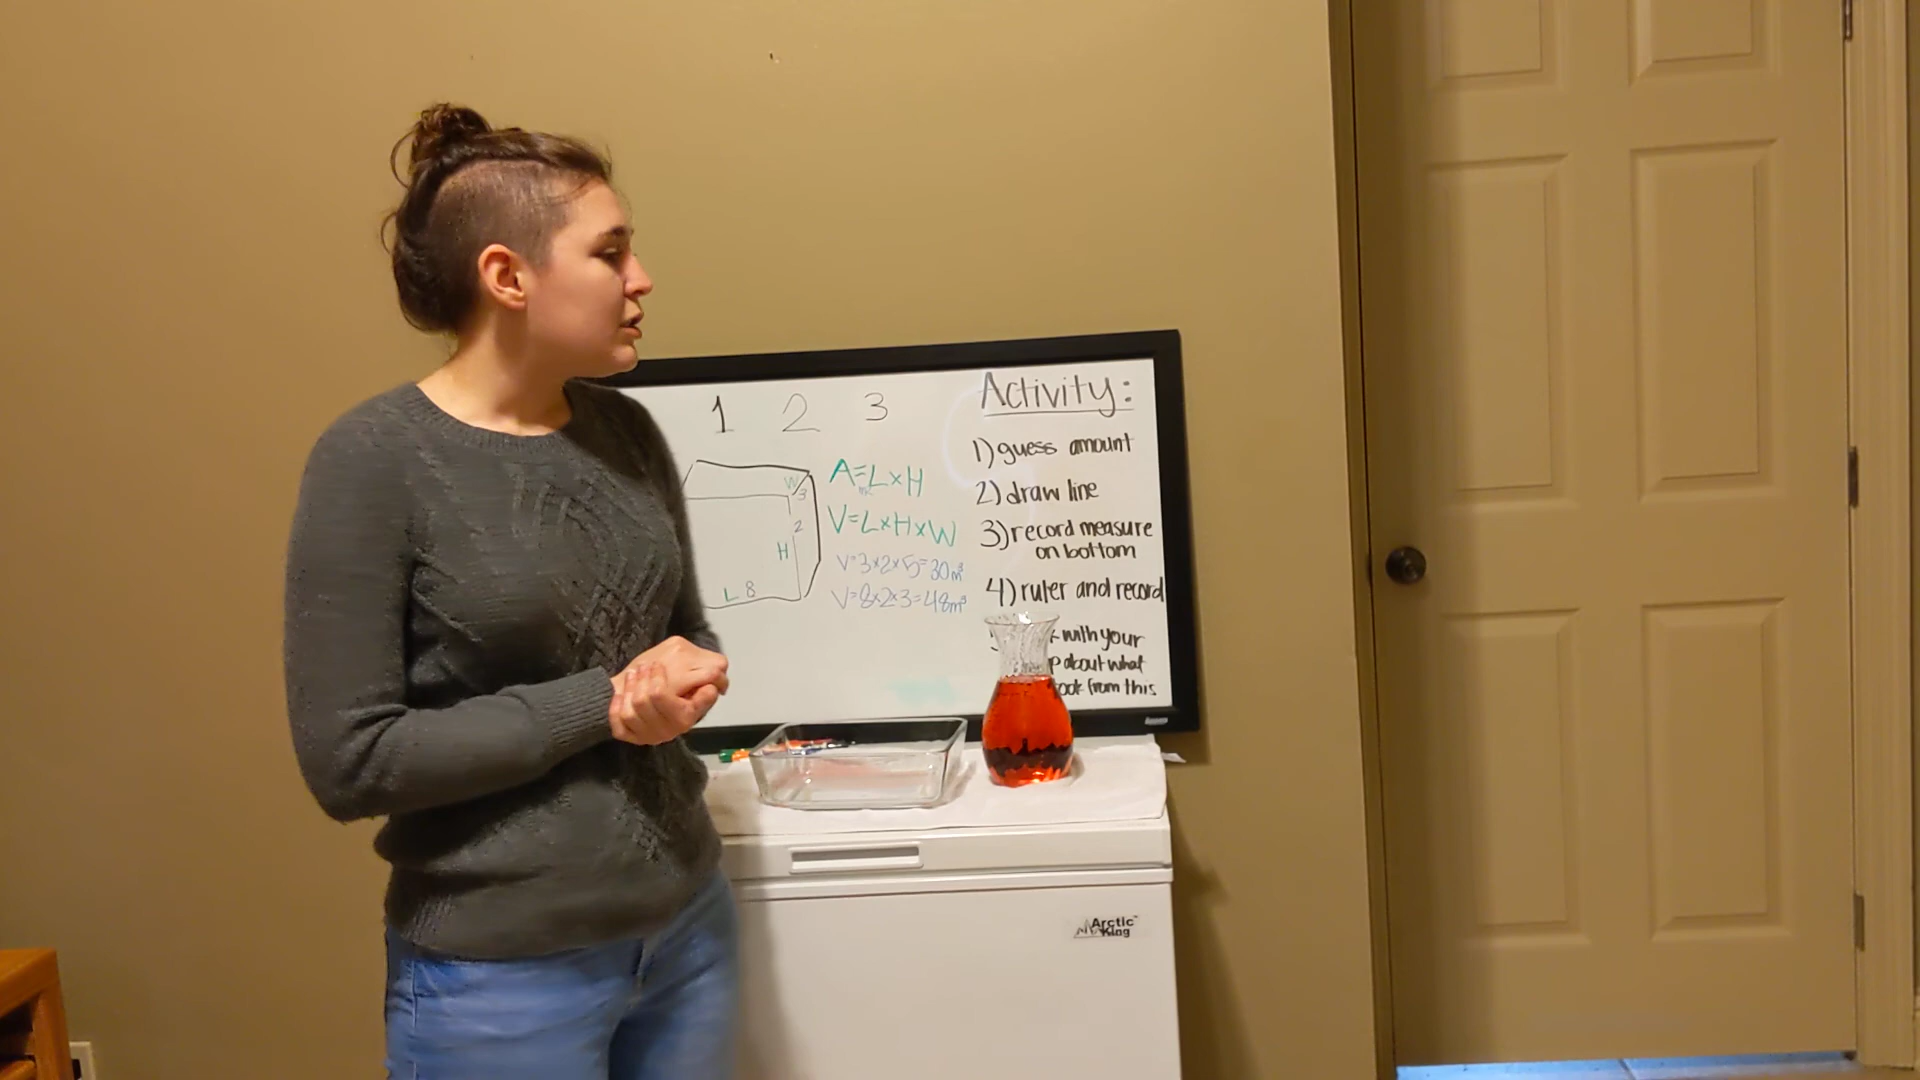 1 2 3
W
3
2
H
L 8
A=L×H
V=L×H×W
V=3×2×5=30m³
V=8×2×3=48m³
Activity:
1) guess amount
2) draw line
3) record measure
on bottom
4) ruler and record
with your
about what
from this
Arctic
King